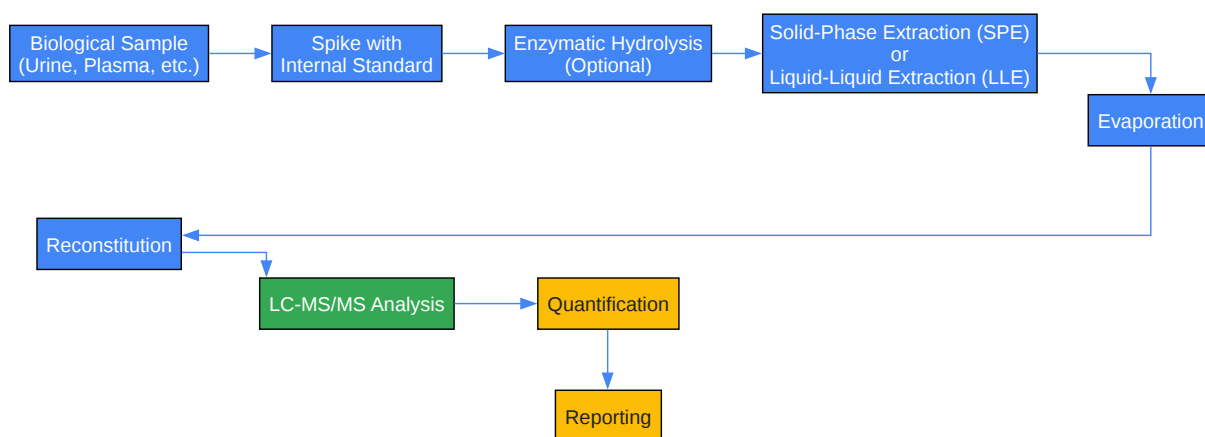 Biological Sample
(Urine, Plasma, etc.)
Spike with
Internal Standard
Enzymatic Hydrolysis
(Optional)
Solid-Phase Extraction (SPE)
or
Liquid-Liquid Extraction (LLE)
Evaporation
Reconstitution
LC-MS/MS Analysis
Quantification
Reporting